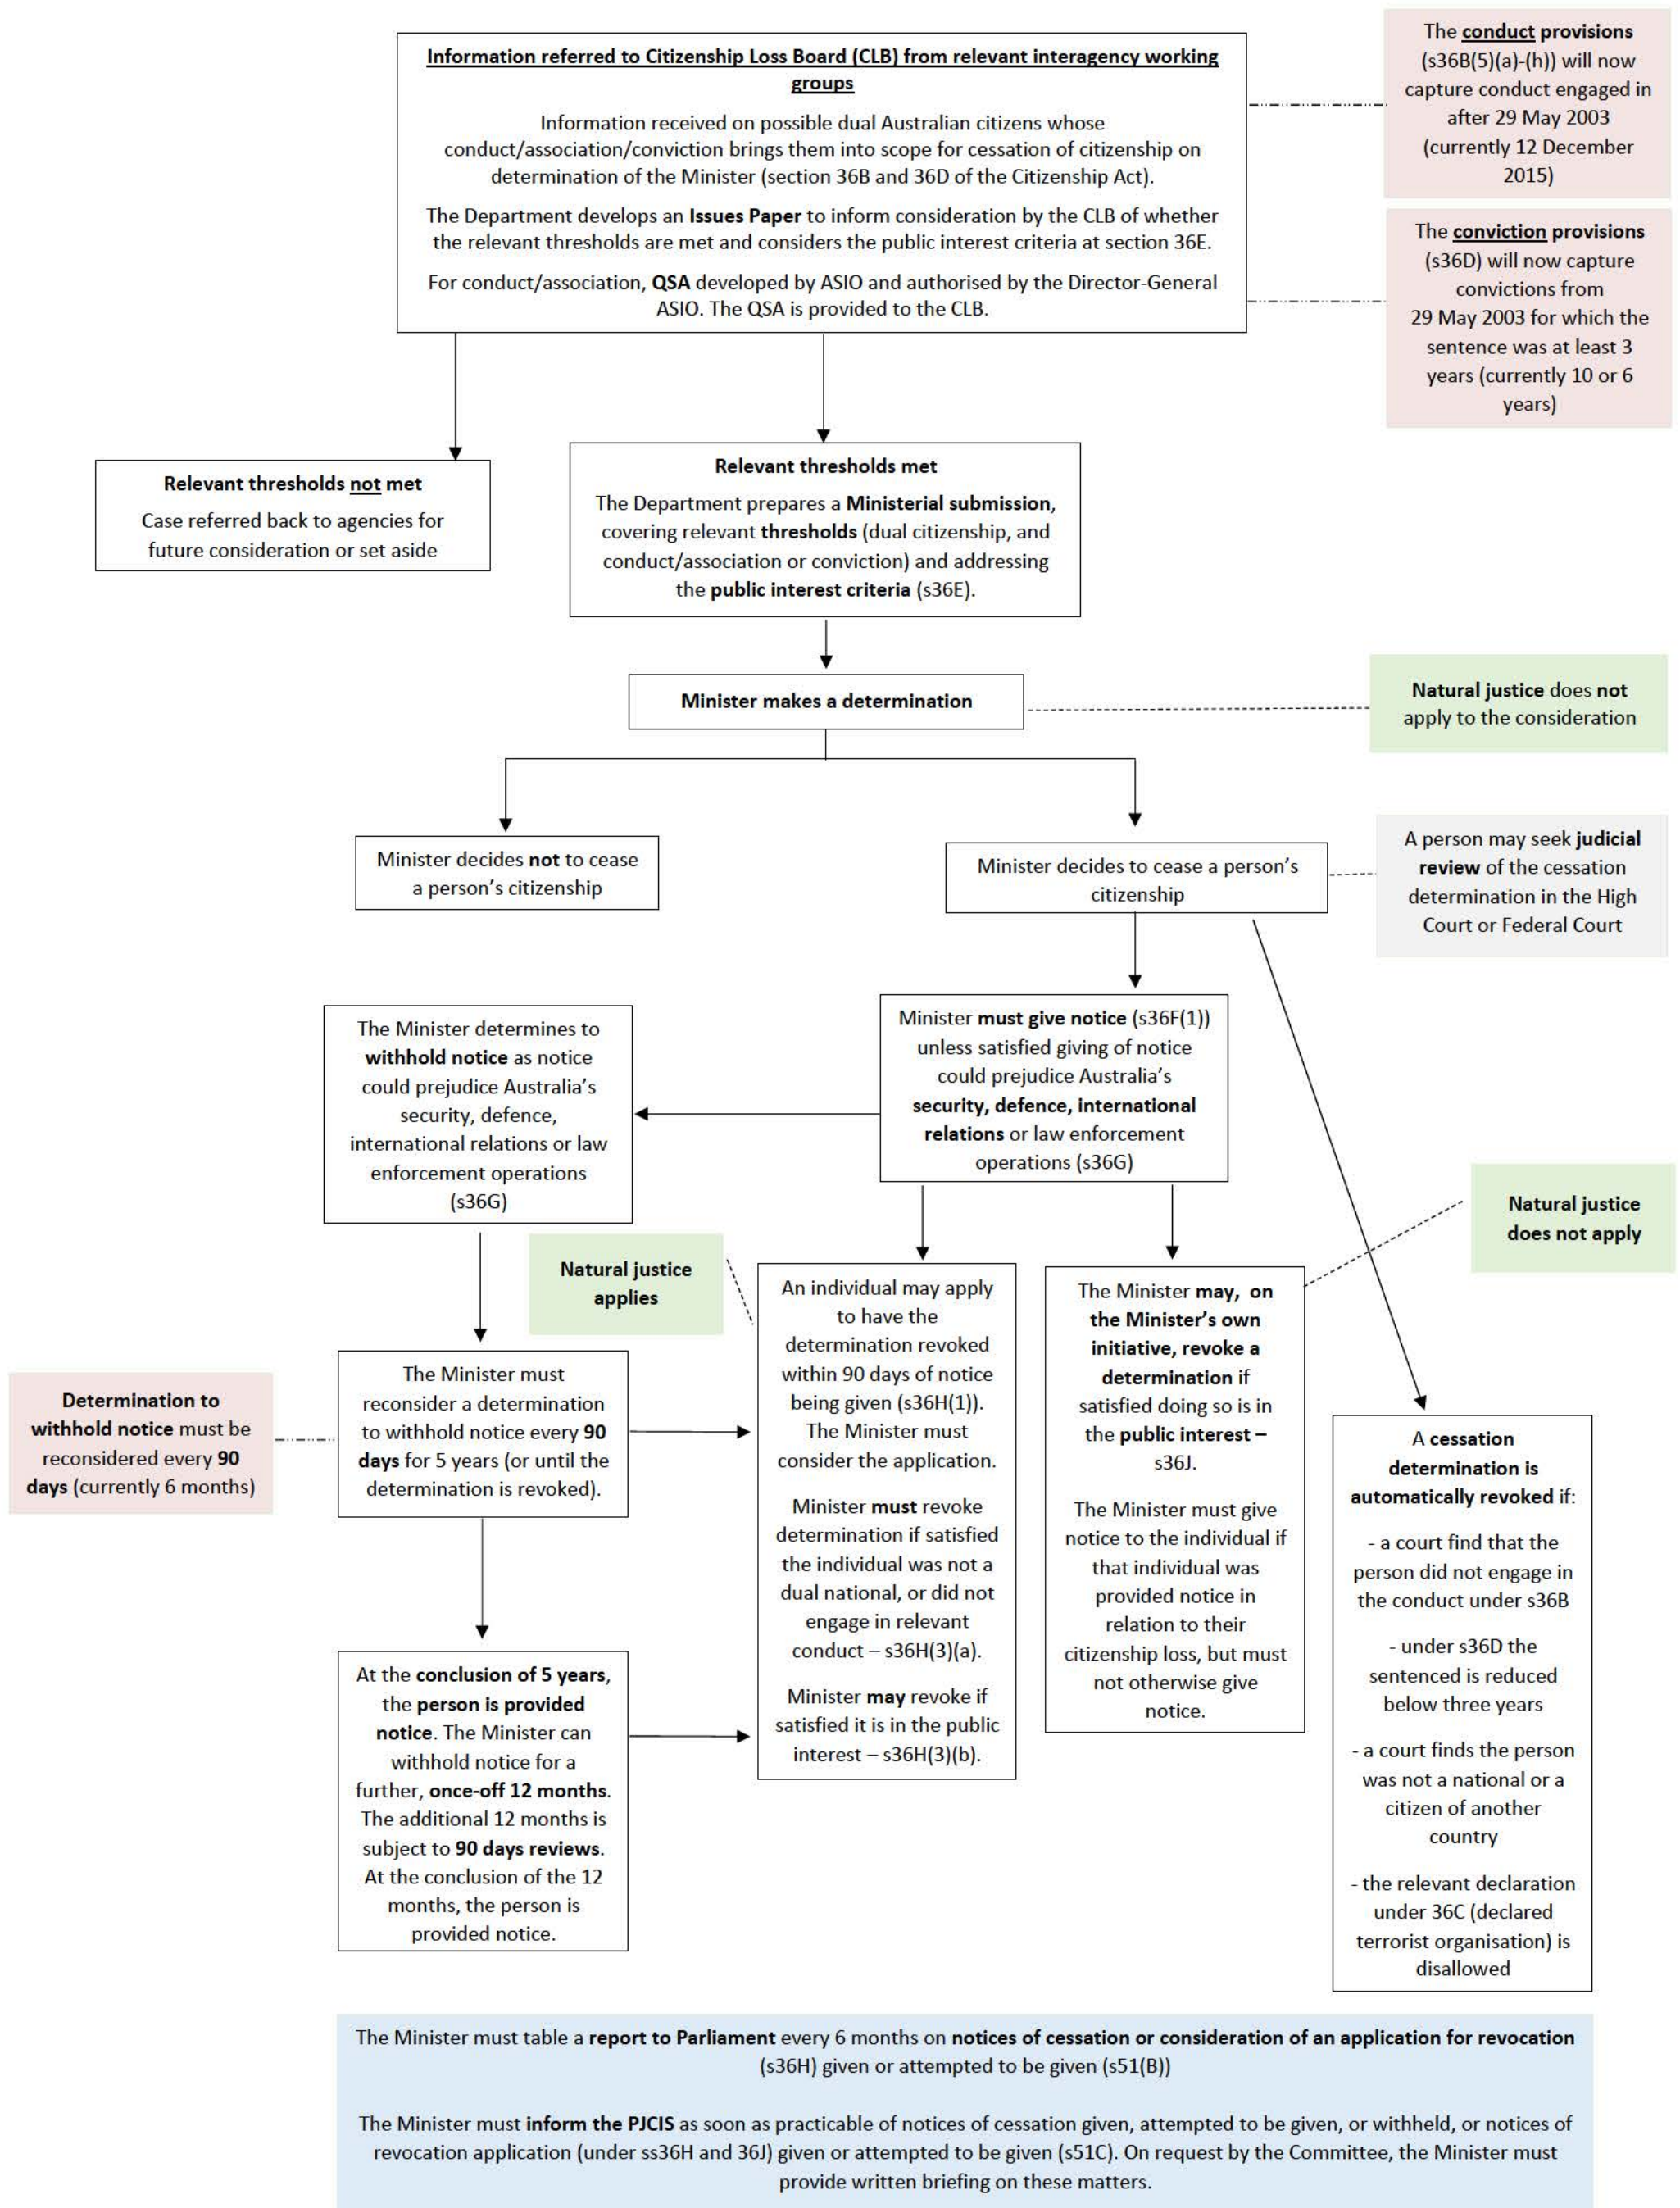 Information referred to Citizenship Loss Board (CLB) from relevant interagency working
groups
Information received on possible dual Australian citizens whose
conduct/association/conviction brings them into scope for cessation of citizenship on
determination of the Minister (section 36B and 36D of the Citizenship Act).
The Department develops an Issues Paper to inform consideration by the CLB of whether
the relevant thresholds are met and considers the public interest criteria at section 36E.
For conduct/association, QSA developed by ASIO and authorised by the Director-General
ASIO. The QSA is provided to the CLB.
The conduct provisions
(s36B(5)(a)-(h)) will now
capture conduct engaged in
after 29 May 2003
(currently 12 December
2015)
The conviction provisions
(s36D) will now capture
convictions from
29 May 2003 for which the
sentence was at least 3
years (currently 10 or 6
years)
Relevant thresholds not met
Case referred back to agencies for
future consideration or set aside
Relevant thresholds met
The Department prepares a Ministerial submission,
covering relevant thresholds (dual citizenship, and
conduct/association or conviction) and addressing
the public interest criteria (s36E).
Minister makes a determination
Natural justice does not
apply to the consideration
Minister decides not to cease
a person's citizenship
Minister decides to cease a person's
citizenship
A person may seek judicial
review of the cessation
determination in the High
Court or Federal Court
The Minister determines to
withhold notice as notice
could prejudice Australia's
security, defence,
international relations or law
enforcement operations
(s36G)
Minister must give notice (s36F(1))
unless satisfied giving of notice
could prejudice Australia's
security, defence, international
relations or law enforcement
operations (s36G)
Natural justice
does not apply
Natural justice
applies
Determination to
withhold notice must be
reconsidered every 90
days (currently 6 months)
The Minister must
reconsider a determination
to withhold notice every 90
days for 5 years (or until the
determination is revoked).
An individual may apply
to have the
determination revoked
within 90 days of notice
being given (s36H(1)).
The Minister must
consider the application.
Minister must revoke
determination if satisfied
the individual was not a
dual national, or did not
engage in relevant
conduct – s36H(3)(a).
Minister may revoke if
satisfied it is in the public
interest – s36H(3)(b).
The Minister may, on
the Minister's own
initiative, revoke a
determination if
satisfied doing so is in
the public interest –
s36J.
The Minister must give
notice to the individual if
that individual was
provided notice in
relation to their
citizenship loss, but must
not otherwise give
notice.
A cessation
determination is
automatically revoked if:
- a court find that the
person did not engage in
the conduct under s36B
- under s36D the
sentenced is reduced
below three years
- a court finds the person
was not a national or a
citizen of another
country
- the relevant declaration
under 36C (declared
terrorist organisation) is
disallowed
At the conclusion of 5 years,
the person is provided
notice. The Minister can
withhold notice for a
further, once-off 12 months.
The additional 12 months is
subject to 90 days reviews.
At the conclusion of the 12
months, the person is
provided notice.
The Minister must table a report to Parliament every 6 months on notices of cessation or consideration of an application for revocation
(s36H) given or attempted to be given (s51(B))
The Minister must inform the PJCIS as soon as practicable of notices of cessation given, attempted to be given, or withheld, or notices of
revocation application (under ss36H and 36J) given or attempted to be given (s51C). On request by the Committee, the Minister must
provide written briefing on these matters.